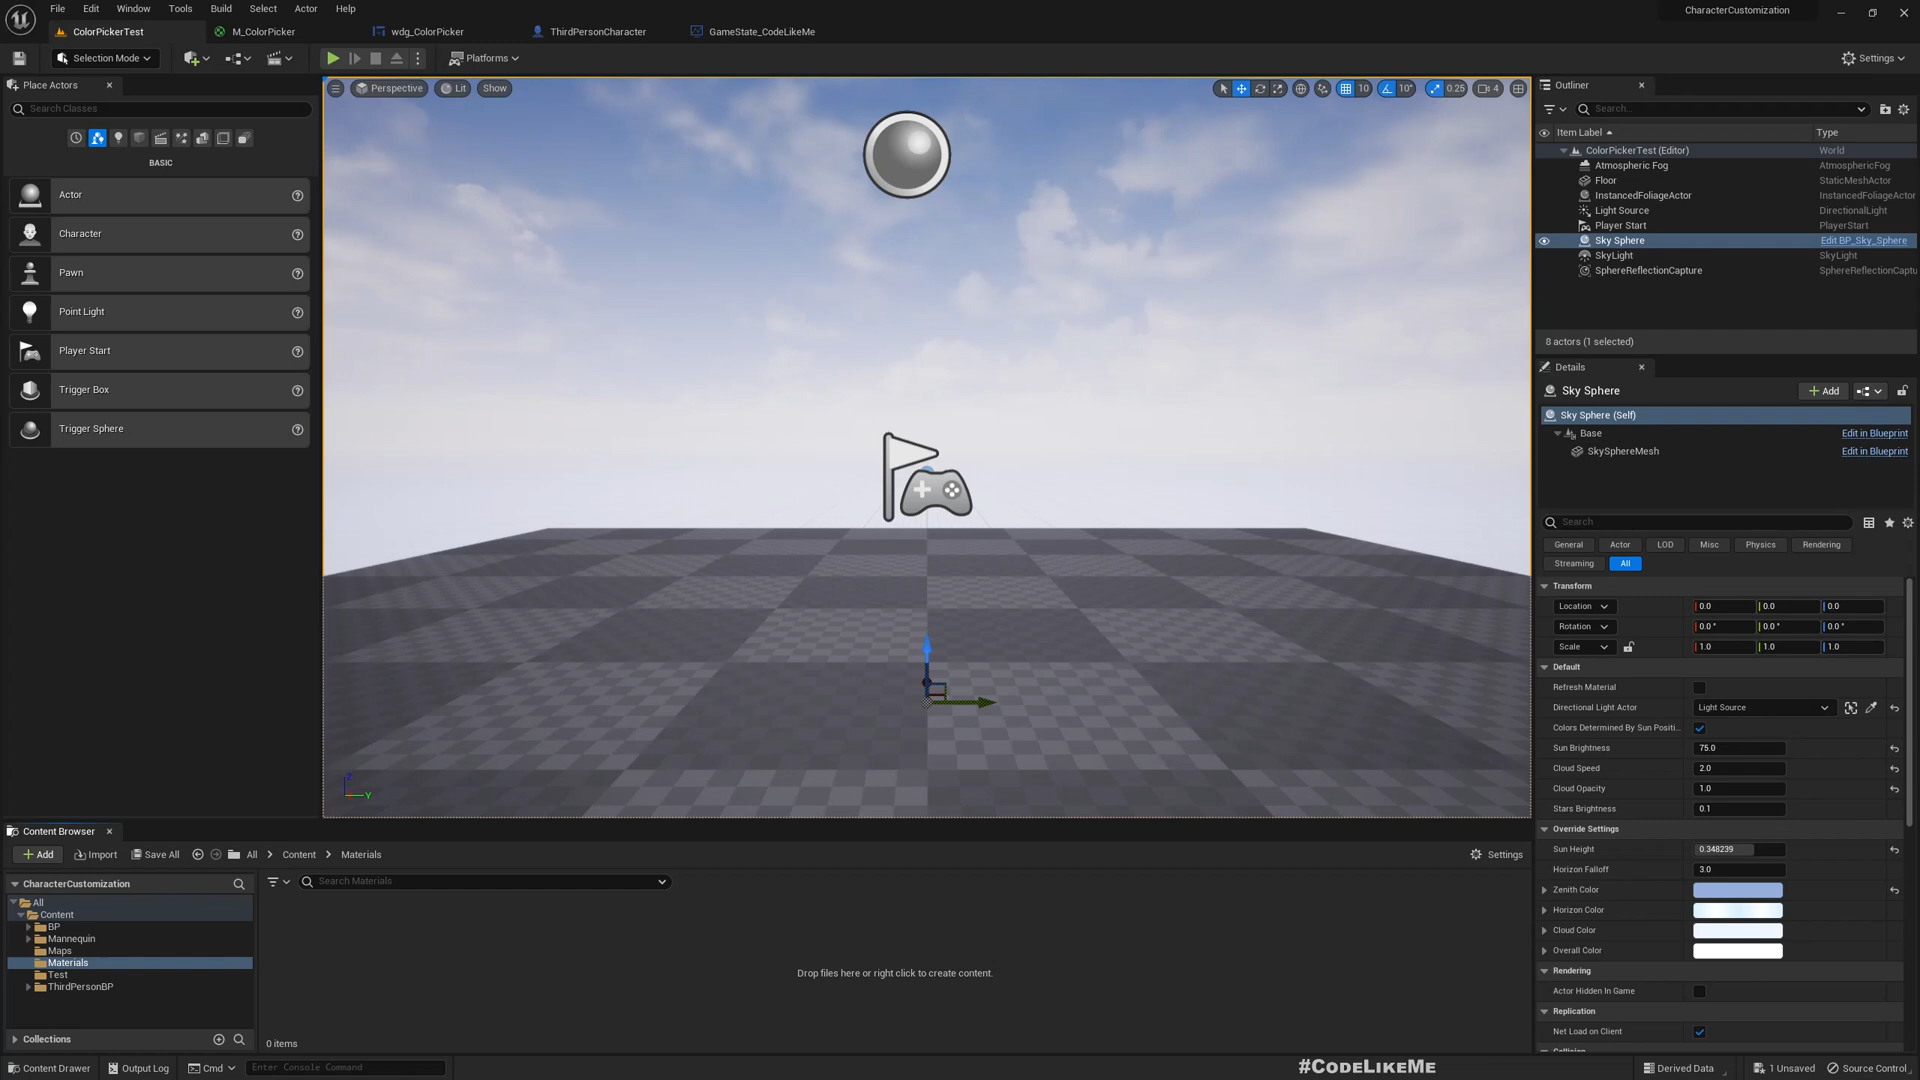 File Edit Window Tools Build Select Actor Help
CharacterCustomization
ColorPickerTest M_ColorPicker wdg_ColorPicker ThirdPersonCharacter GameState_CodeLikeMe
Selection Mode Platforms Settings
Place Actors
Search Classes
BASIC
Actor
Character
Pawn
Point Light
Player Start
Trigger Box
Trigger Sphere
Perspective Lit Show
10 10° 0.25 4
Z
Y
Outliner
Search...
Item Label Type
ColorPickerTest (Editor) World
Atmospheric Fog AtmosphericFog
Floor StaticMeshActor
InstancedFoliageActor InstancedFoliageActor
Light Source DirectionalLight
Player Start PlayerStart
Sky Sphere Edit BP_Sky_Sphere
SkyLight SkyLight
SphereReflectionCapture SphereReflectionCaptu
8 actors (1 selected)
Details
Sky Sphere Add
Sky Sphere (Self)
Base Edit in Blueprint
SkySphereMesh Edit in Blueprint
Search
General Actor LOD Misc Physics Rendering
Streaming All
Transform
Location 0.0 0.0 0.0
Rotation 0.0 ° 0.0 ° 0.0 °
Scale 1.0 1.0 1.0
Default
Refresh Material
Directional Light Actor Light Source
Colors Determined By Sun Positi...
Sun Brightness 75.0
Cloud Speed 2.0
Cloud Opacity 1.0
Stars Brightness 0.1
Override Settings
Sun Height 0.348239
Horizon Falloff 3.0
Zenith Color
Horizon Color
Cloud Color
Overall Color
Rendering
Actor Hidden In Game
Replication
Net Load on Client
Collision
Content Browser
Add Import Save All All Content Materials Settings
CharacterCustomization
Search Materials
All
Content
BP
Mannequin
Maps
Materials
Test
ThirdPersonBP
Drop files here or right click to create content.
Collections
0 items
Content Drawer Output Log Cmd Enter Console Command
#CODELIKEME
Derived Data 1 Unsaved Source Control